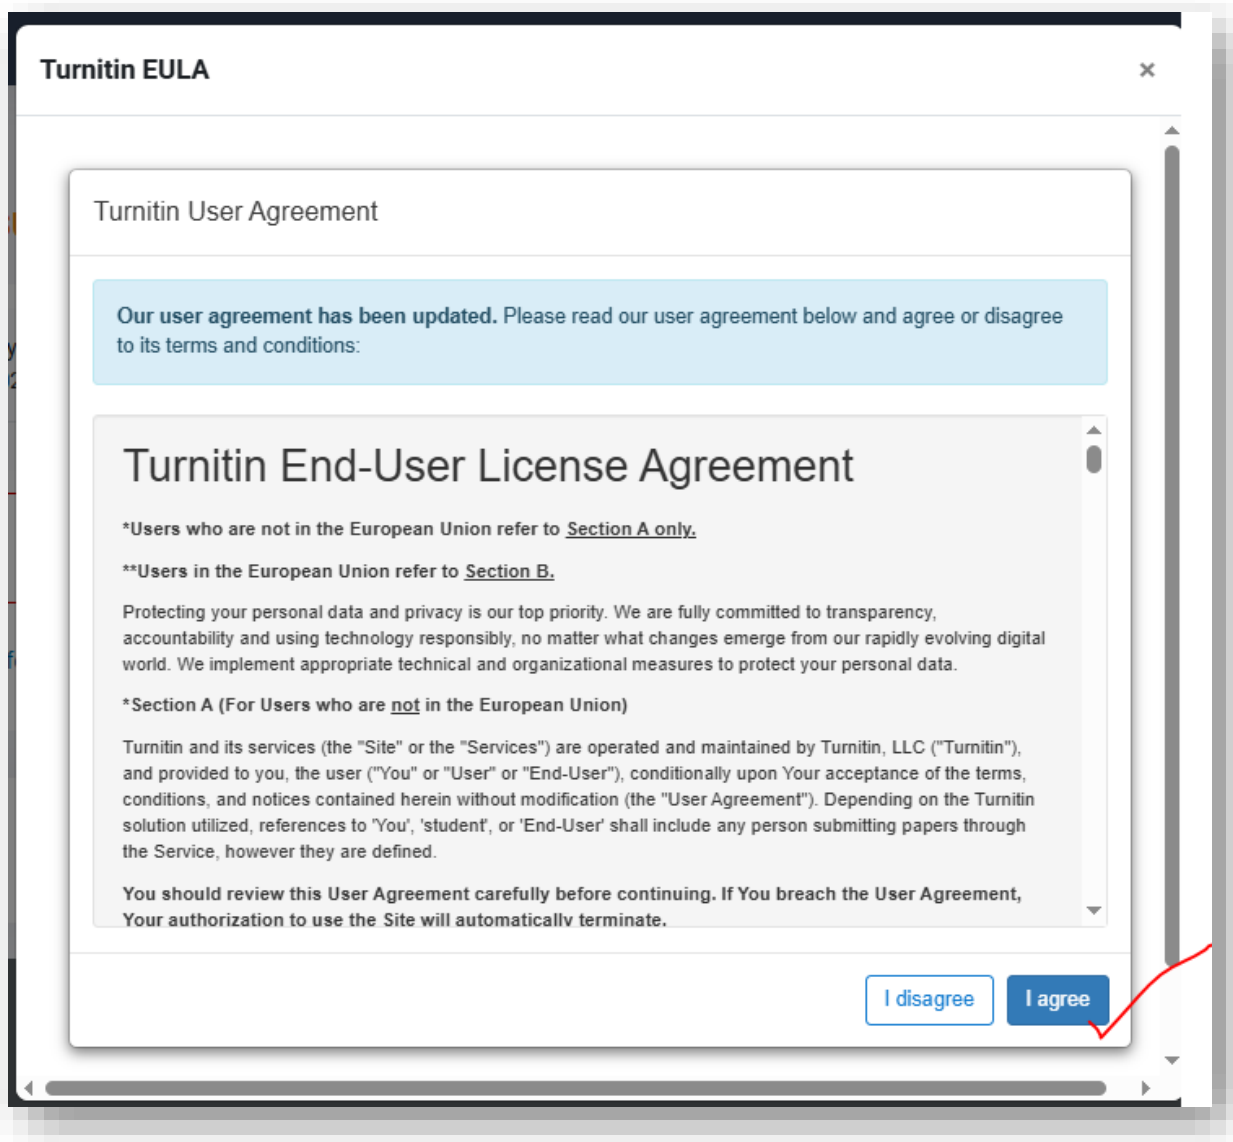 Turnitin EULA
×
Turnitin User Agreement
Our user agreement has been updated. Please read our user agreement below and agree or disagree
to its terms and conditions:
Turnitin End-User License Agreement
*Users who are not in the European Union refer to Section A only.
**Users in the European Union refer to Section B.
Protecting your personal data and privacy is our top priority. We are fully committed to transparency,
accountability and using technology responsibly, no matter what changes emerge from our rapidly evolving digital
world. We implement appropriate technical and organizational measures to protect your personal data.
*Section A (For Users who are not in the European Union)
Turnitin and its services (the "Site" or the "Services") are operated and maintained by Turnitin, LLC ("Turnitin"),
and provided to you, the user ("You" or "User" or "End-User"), conditionally upon Your acceptance of the terms,
conditions, and notices contained herein without modification (the "User Agreement"). Depending on the Turnitin
solution utilized, references to 'You', 'student', or 'End-User' shall include any person submitting papers through
the Service, however they are defined.
You should review this User Agreement carefully before continuing. If You breach the User Agreement,
Your authorization to use the Site will automatically terminate.
I disagree
I agree